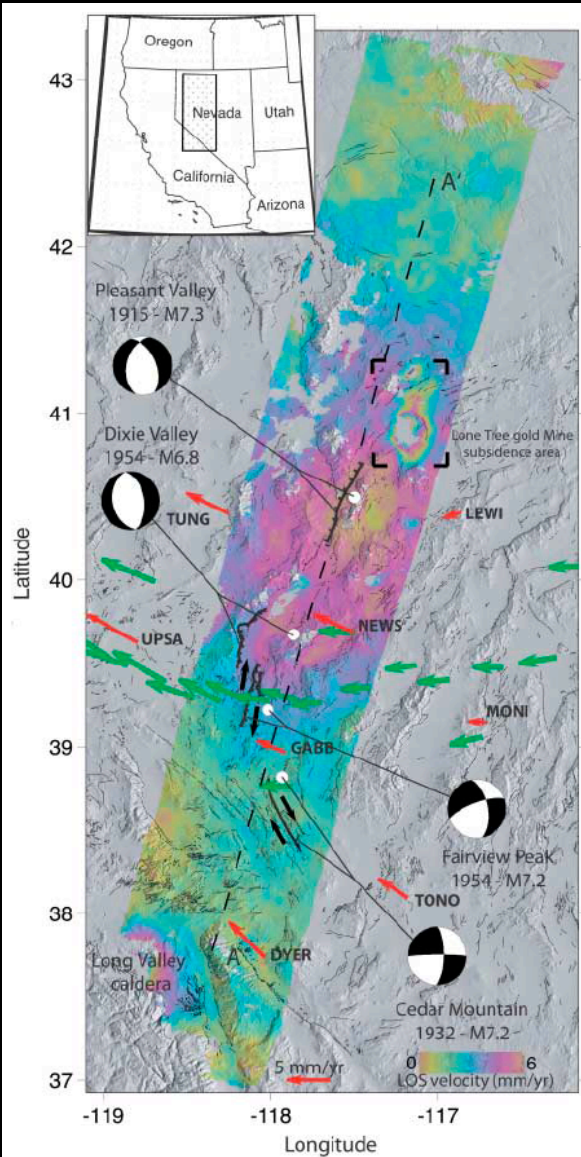 Oregon
Nevada
Utah
California
Arizona
43
42
41
40
39
38
37
Latitude
A'
Pleasant Valley
1915 - M7.3
Dixie Valley
1954 - M6.8
Lone Tree gold Mine
subsidence area
TUNG
LEWI
UPSA
NEWS
MONI
GABB
Fairview Peak
1954 - M7.2
TONO
DYER
A
Long Valley
caldera
Cedar Mountain
1932 - M7.2
5 mm/yr
0
6
LOS velocity (mm/yr)
-119
-118
-117
Longitude